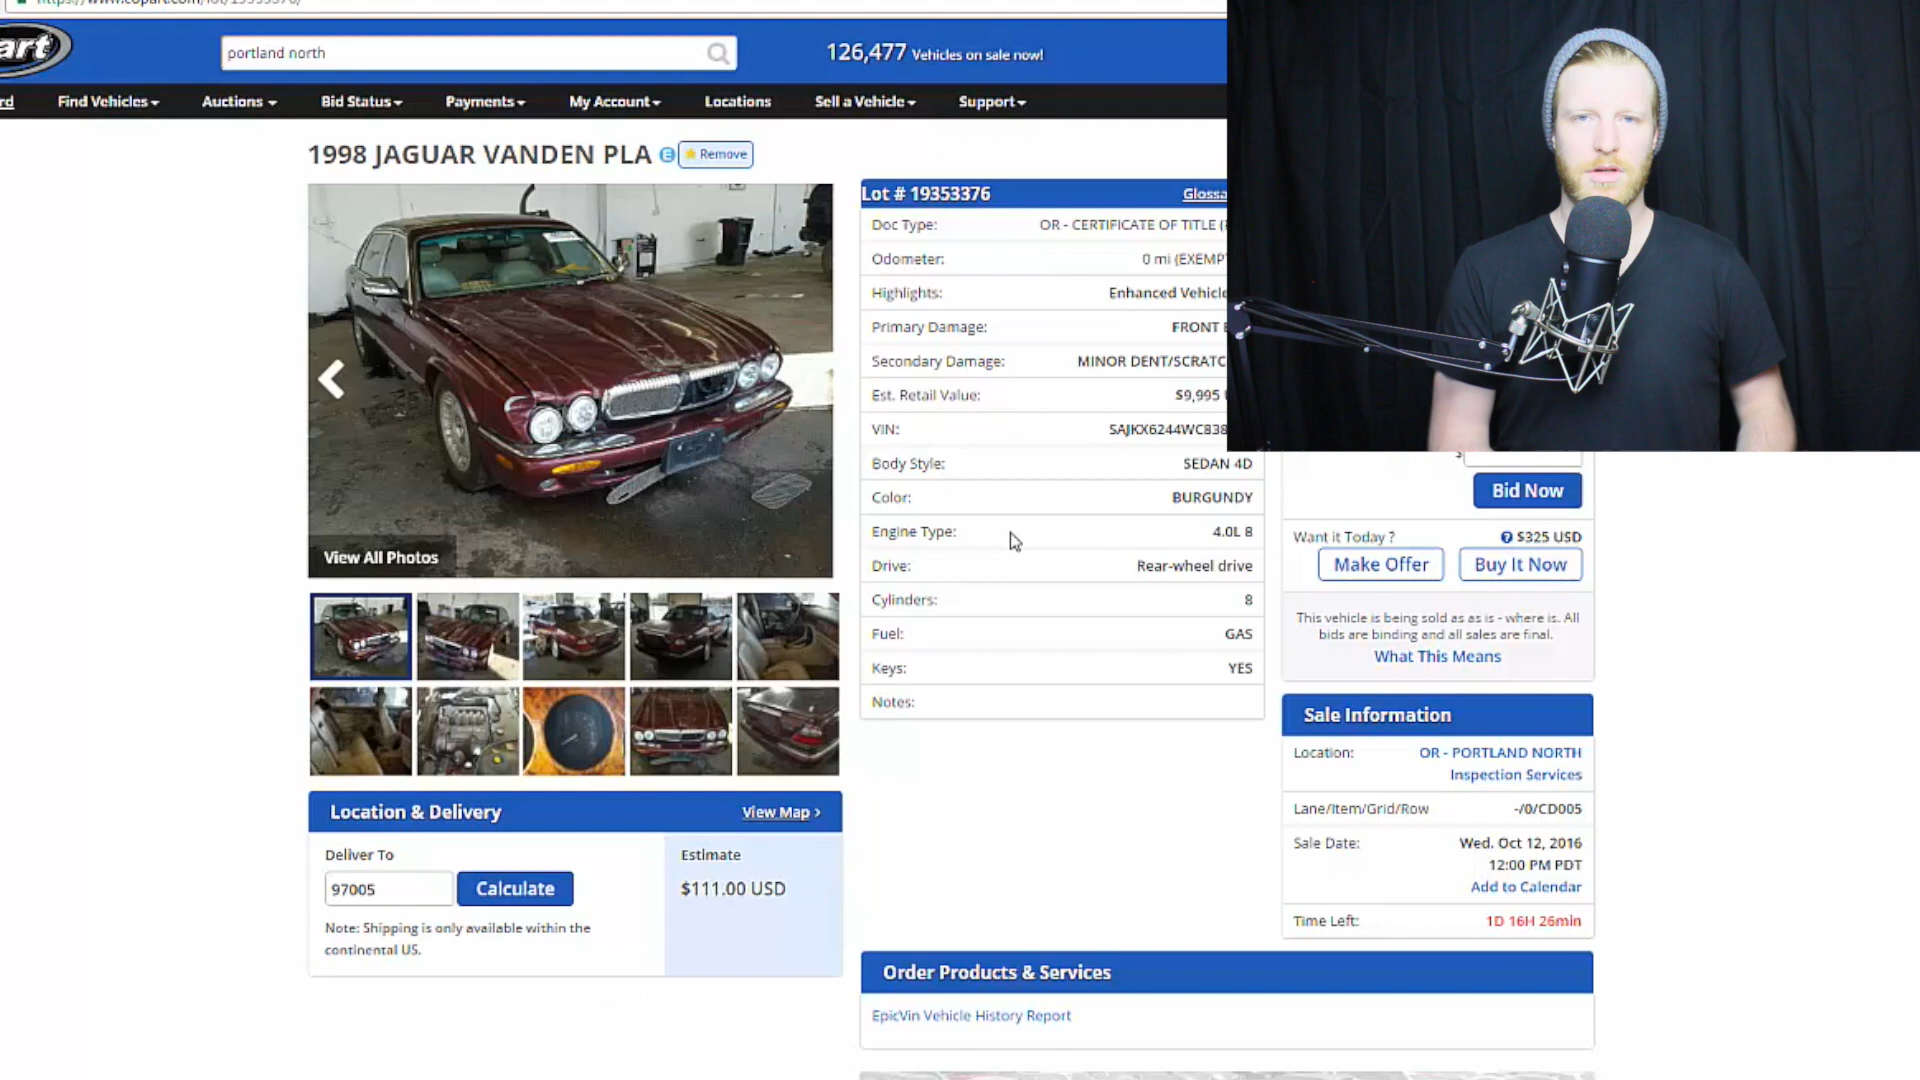 portland north
126,477 Vehicles on sale now!
Find Vehicles
Auctions
Bid Status
Payments
My Account
Locations
Sell a Vehicle
Support
1998 JAGUAR VANDEN PLA
E
Remove
View All Photos
Lot # 19353376
Doc Type: OR - CERTIFICATE OF TITLE
Odometer: 0 mi (EXEMP
Highlights: Enhanced Vehicle
Primary Damage: FRONT
Secondary Damage: MINOR DENT/SCRATC
Est. Retail Value: $9,995
VIN: SAJKX6244WC838
Body Style: SEDAN 4D
Color: BURGUNDY
Engine Type: 4.0L 8
Drive: Rear-wheel drive
Cylinders: 8
Fuel: GAS
Keys: YES
Notes:
$
Bid Now
Want it Today ? $325 USD
Make Offer
Buy It Now
This vehicle is being sold as as is - where is. All
bids are binding and all sales are final.
What This Means
Sale Information
Location: OR - PORTLAND NORTH
Inspection Services
Lane/Item/Grid/Row -/0/CD005
Sale Date: Wed. Oct 12, 2016
12:00 PM PDT
Add to Calendar
Time Left: 1D 16H 26min
Location & Delivery
View Map >
Deliver To
97005
Calculate
Estimate
$111.00 USD
Note: Shipping is only available within the
continental US.
Order Products & Services
EpicVin Vehicle History Report